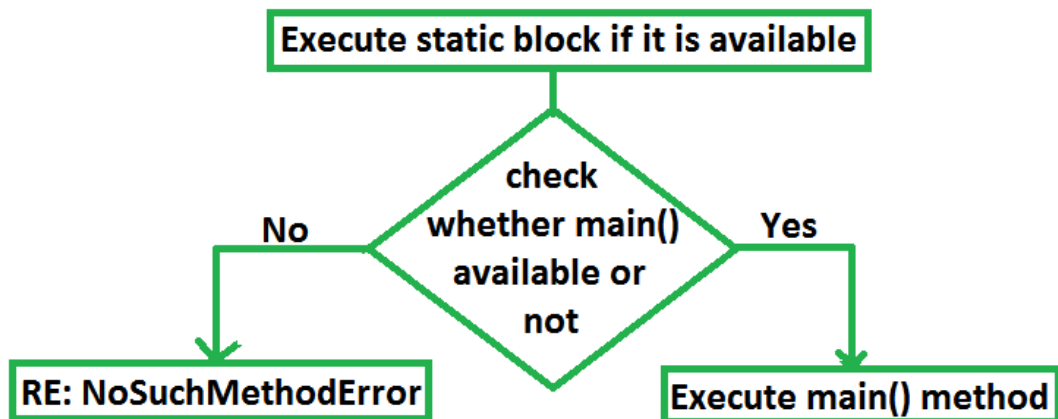 Execute static block if it is available
check
whether main()
available or
not
No
Yes
RE: NoSuchMethodError
Execute main() method